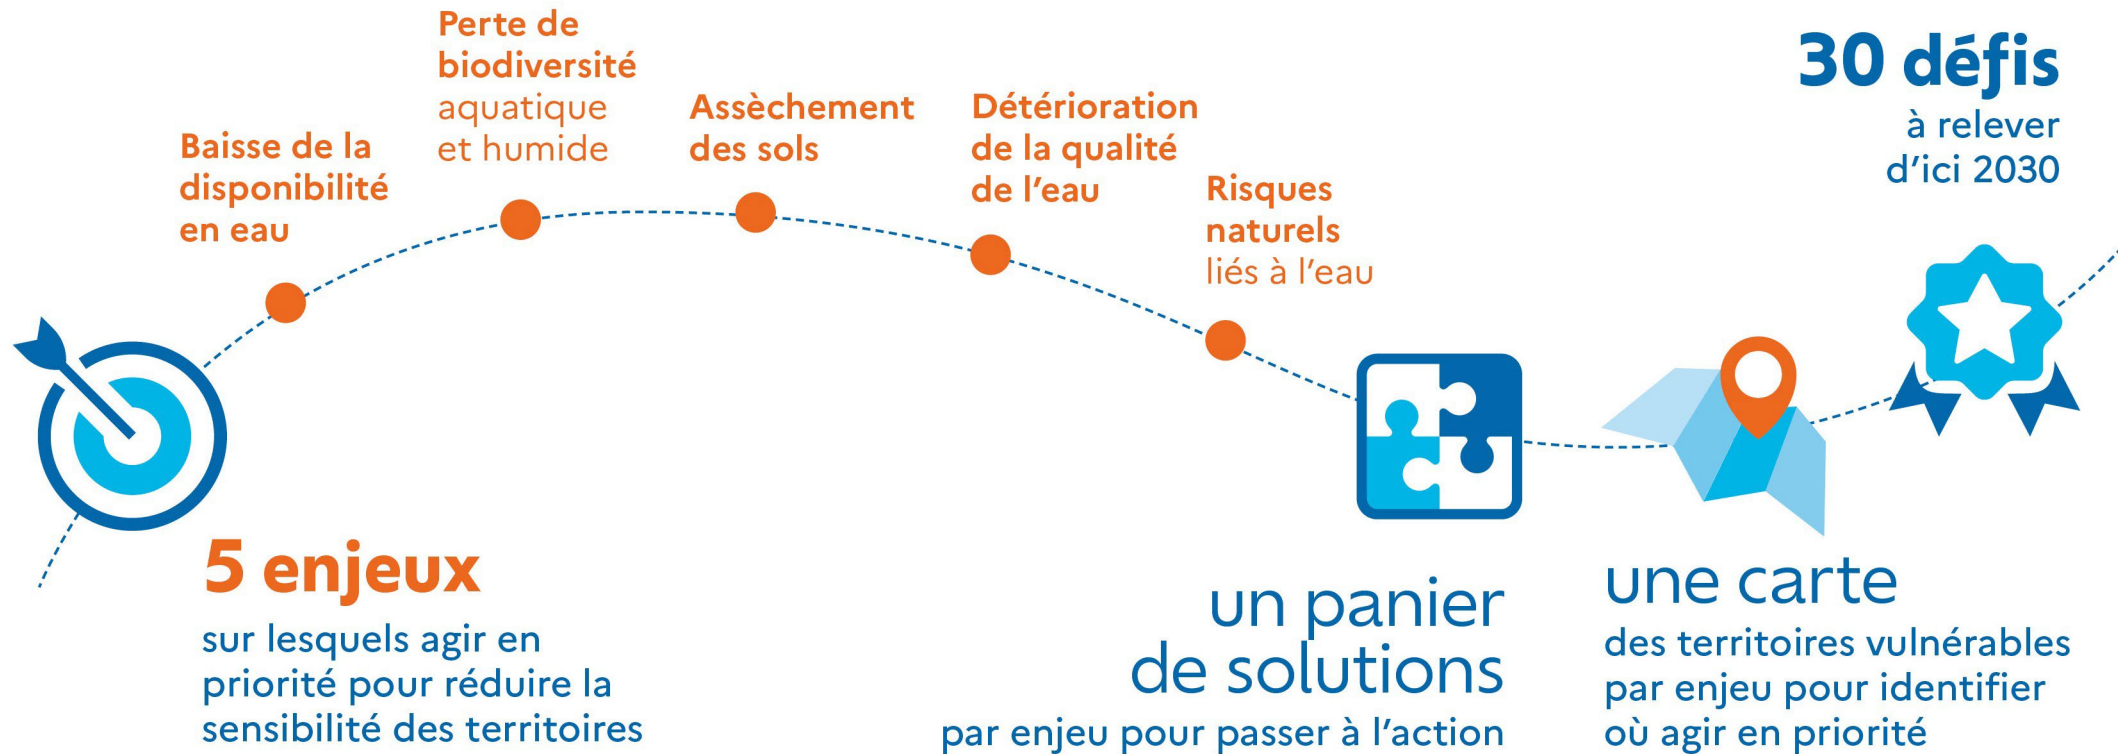 5 enjeux
sur lesquels agir en
priorité pour réduire la
sensibilité des territoires
Baisse de la
disponibilité
en eau
Perte de
biodiversité
aquatique
et humide
Assèchement
des sols
Détérioration
de la qualité
de l'eau
Risques
naturels
liés à l'eau
un panier
de solutions
par enjeu pour passer à l'action
une carte
des territoires vulnérables
par enjeu pour identifier
où agir en priorité
30 défis
à relever
d'ici 2030